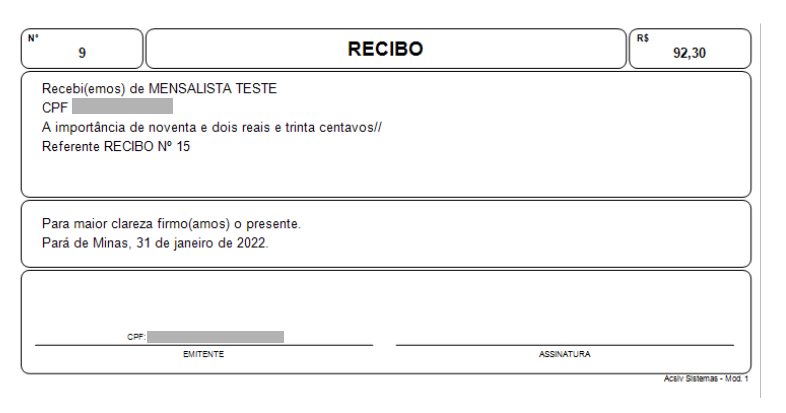 Nº
9
RECIBO
R$
92,30
Recebi(emos) de MENSALISTA TESTE
CPF
A importância de noventa e dois reais e trinta centavos//
Referente RECIBO Nº 15
Para maior clareza firmo(amos) o presente.
Pará de Minas, 31 de janeiro de 2022.
CPF:
EMITENTE
ASSINATURA
Acsiv Sistemas - Mod. 1